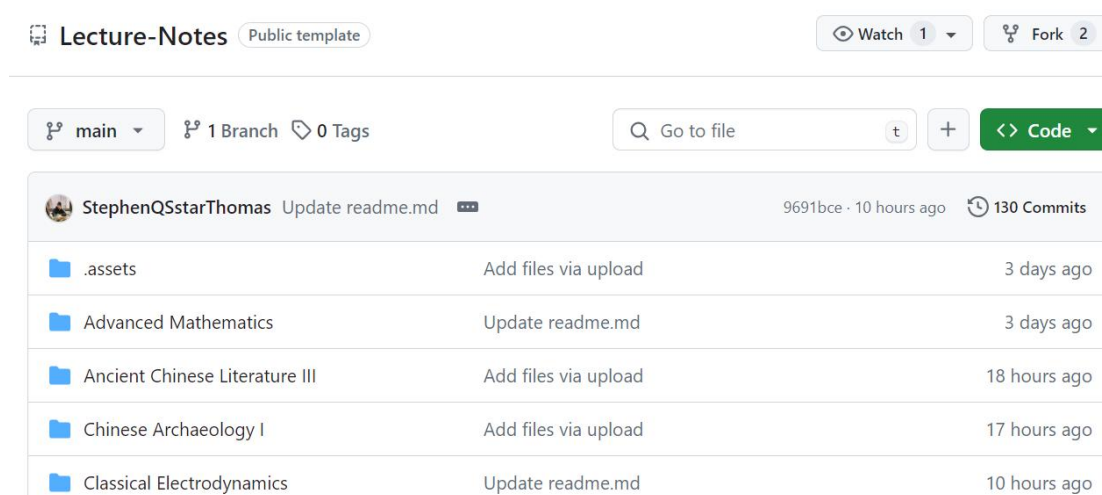 Lecture-Notes Public template Watch 1 Fork 2
main 1 Branch 0 Tags Go to file t + <> Code
StephenQSstarThomas Update readme.md 9691bce · 10 hours ago 130 Commits
.assets Add files via upload 3 days ago
Advanced Mathematics Update readme.md 3 days ago
Ancient Chinese Literature III Add files via upload 18 hours ago
Chinese Archaeology I Add files via upload 17 hours ago
Classical Electrodynamics Update readme.md 10 hours ago